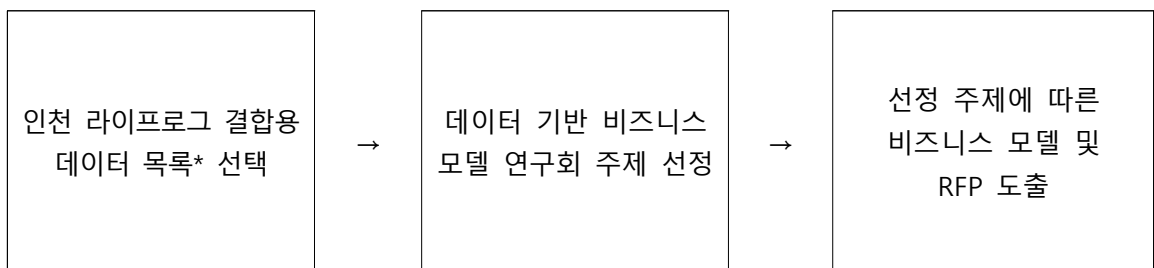 인천 라이프로그 결합용
데이터 목록* 선택
→
데이터 기반 비즈니스
모델 연구회 주제 선정
→
선정 주제에 따른
비즈니스 모델 및
RFP 도출